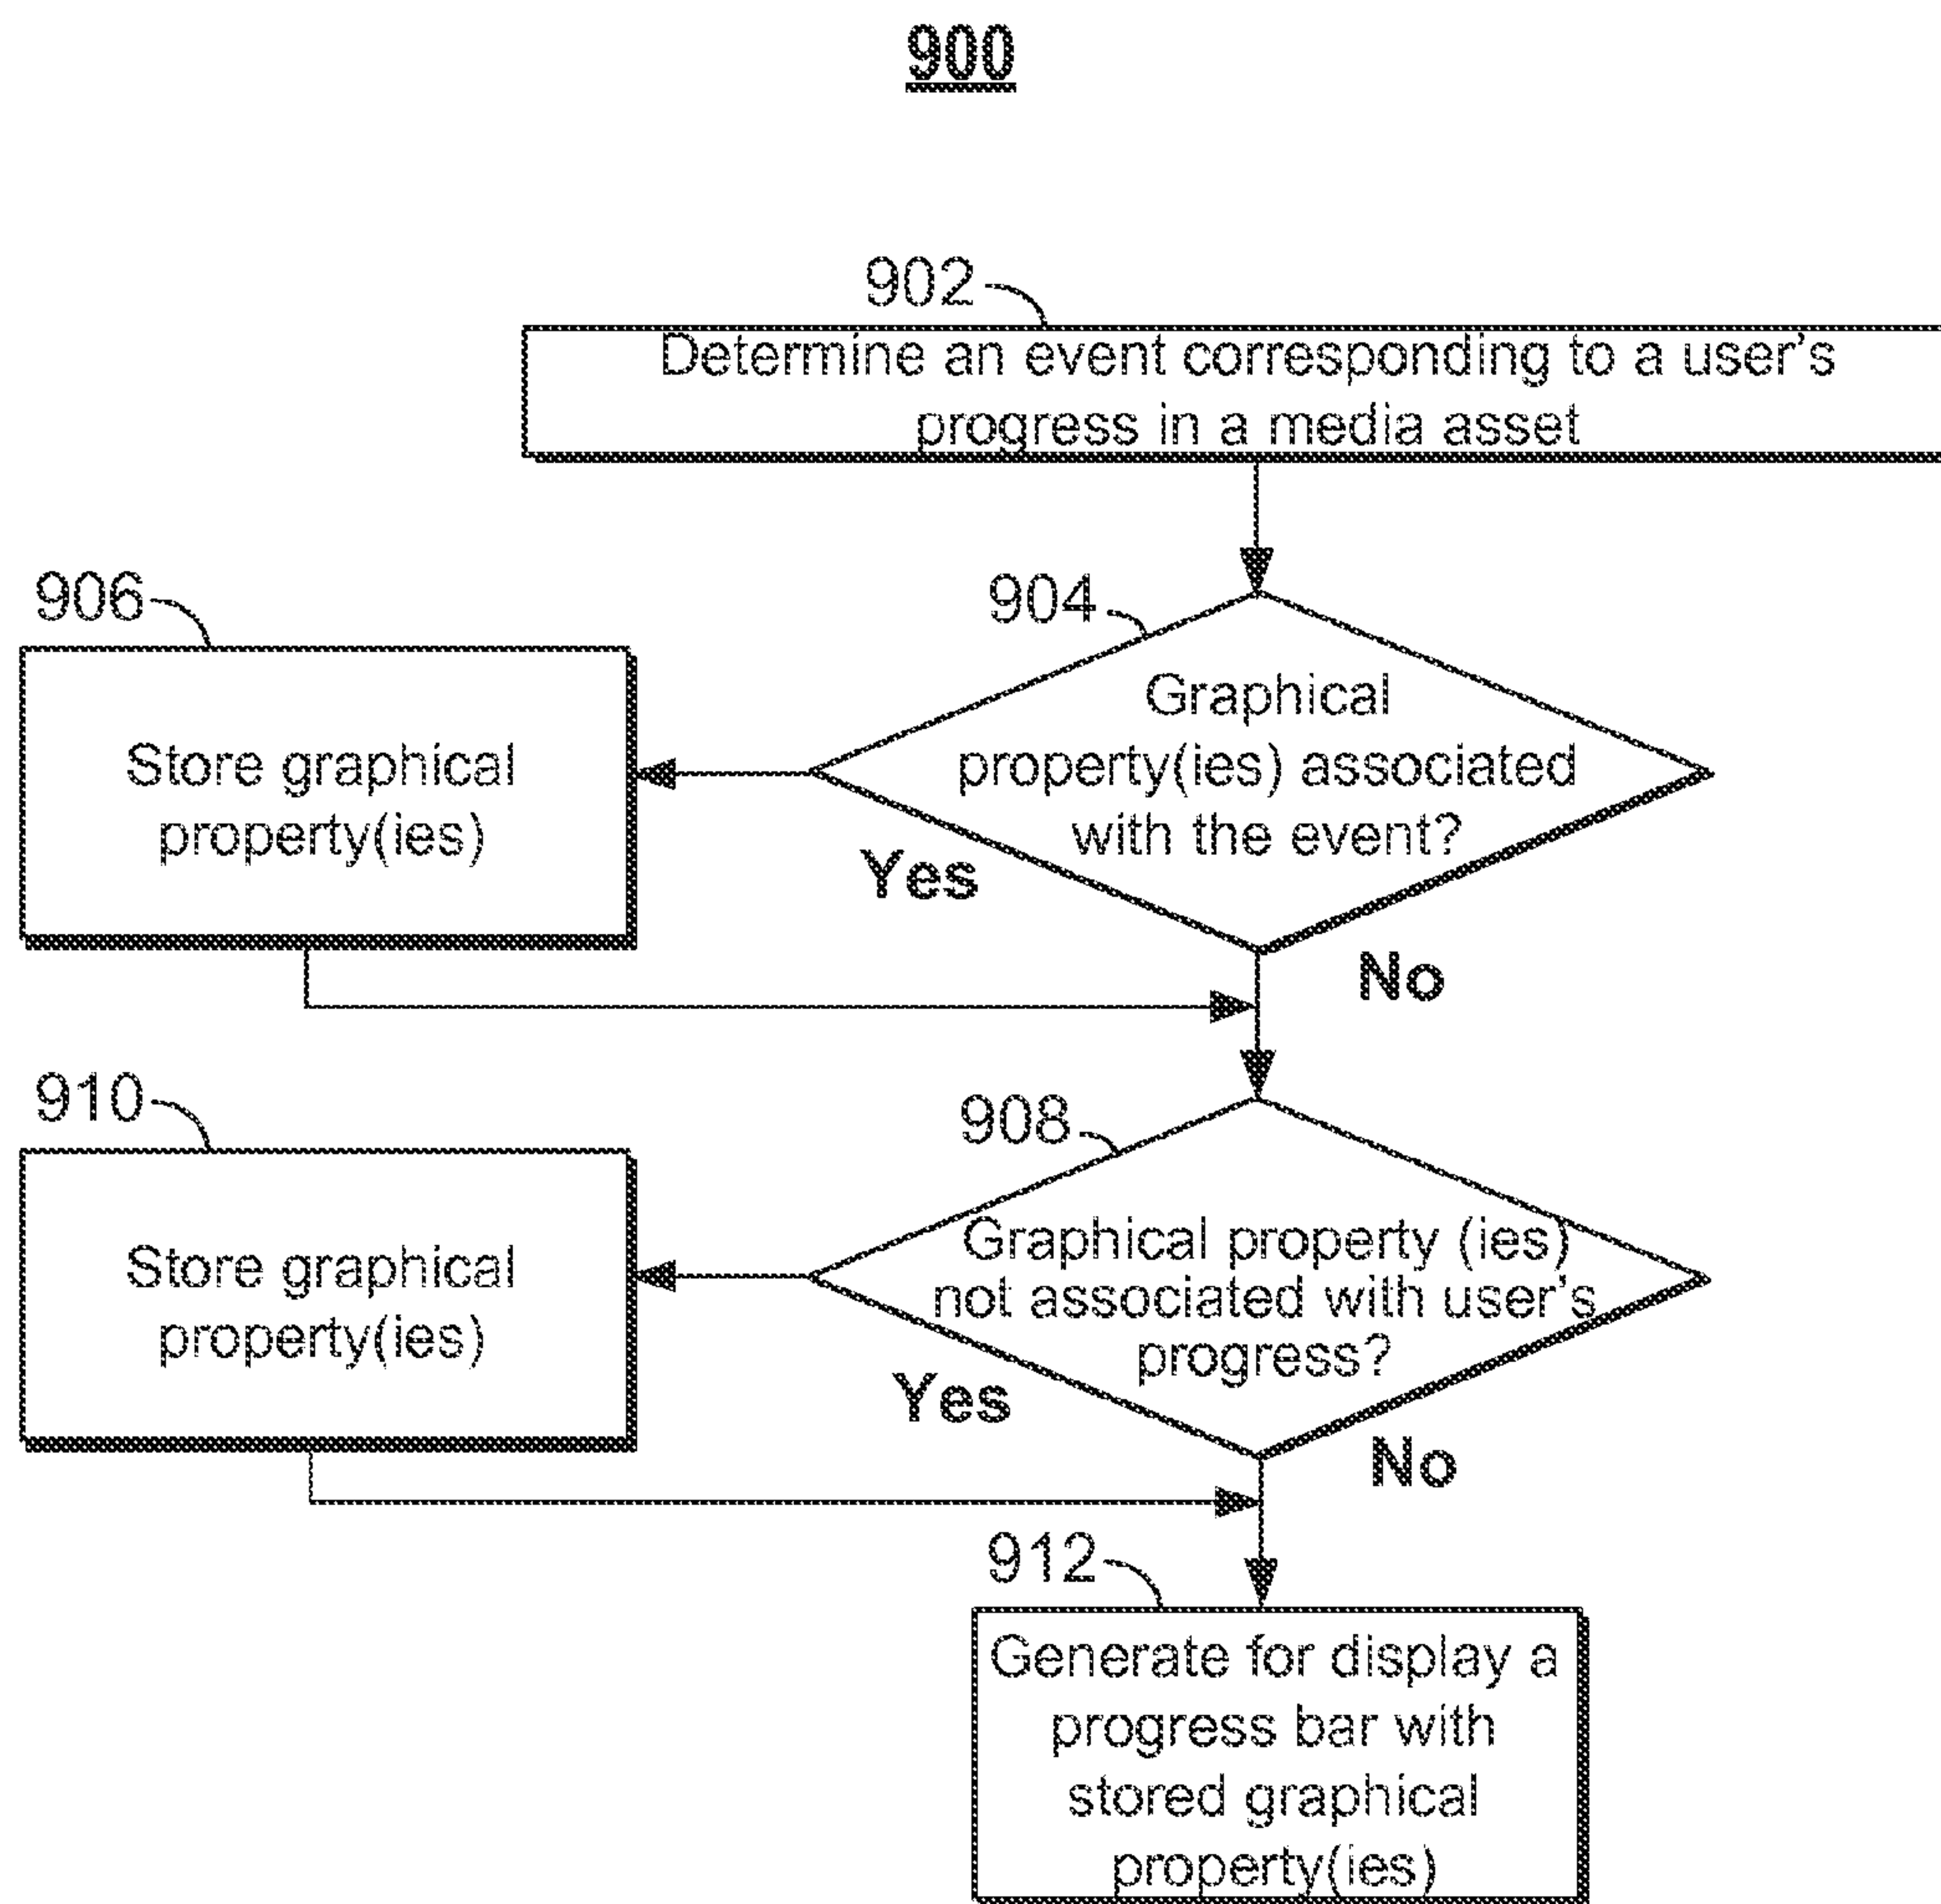 900
902
Determine an event corresponding to a user's
progress in a media asset
904
Graphical
property(ies) associated
with the event?
Yes
No
906
Store graphical
property(ies)
908
Graphical property (ies)
not associated with user's
progress?
Yes
No
910
Store graphical
property(ies)
912
Generate for display a
progress bar with
stored graphical
property(ies)